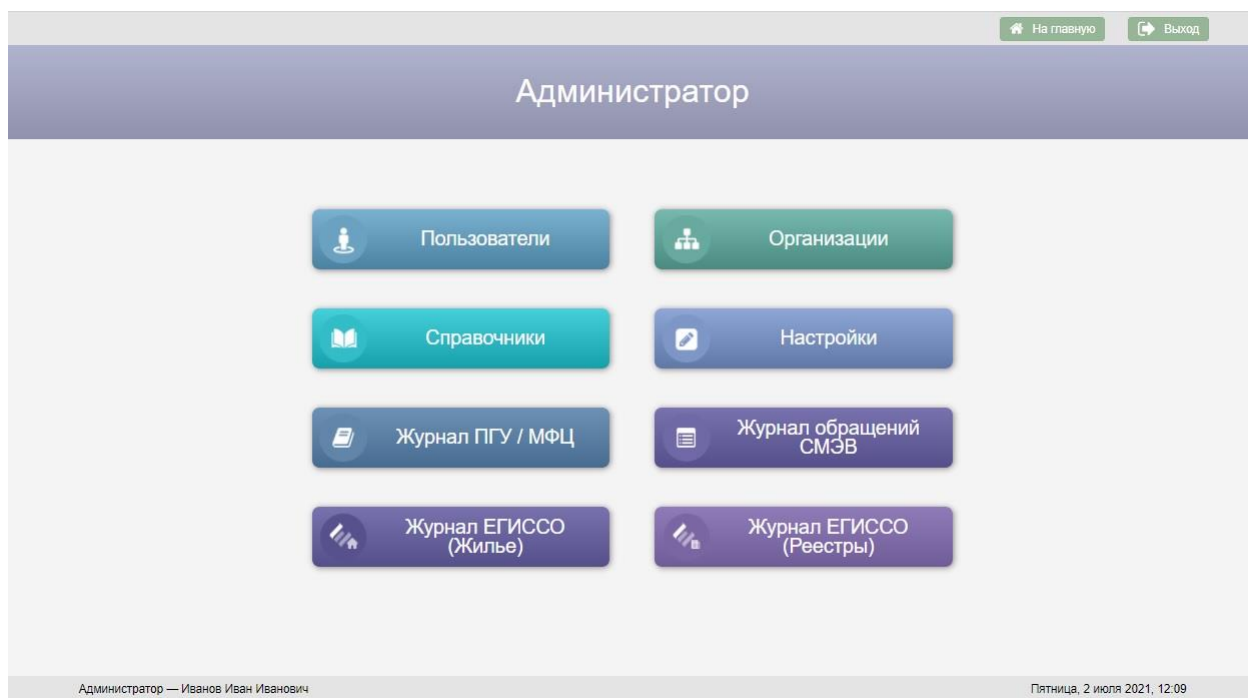 На главную
Выход
Администратор
Пользователи
Организации
Справочники
Настройки
Журнал ПГУ / МФЦ
Журнал обращений
СМЭВ
Журнал ЕГИССО
(Жилье)
Журнал ЕГИССО
(Реестры)
Администратор — Иванов Иван Иванович
Пятница, 2 июля 2021, 12:09